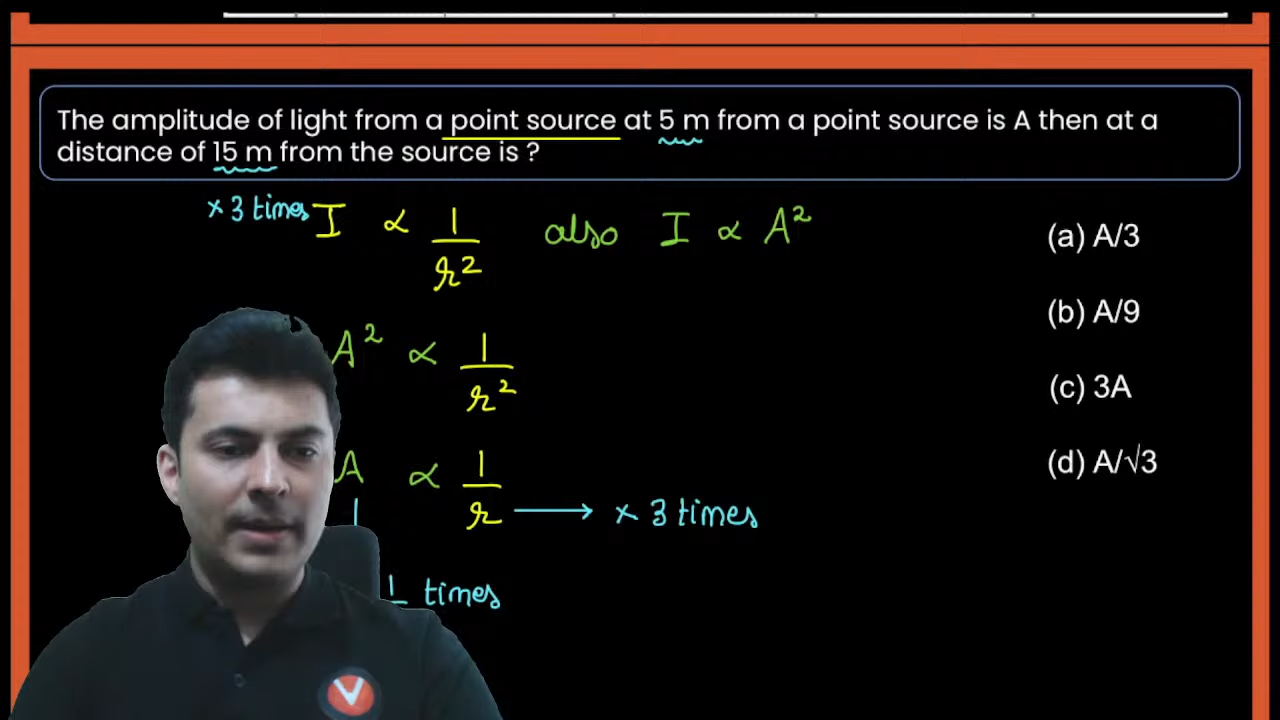 The amplitude of light from a point source at 5 m from a point source is A then at a
distance of 15 m from the source is ?
× 3 times
I ∝ 1/r² also I ∝ A²
(a) A/3
(b) A/9
A² ∝ 1/r²
(c) 3A
(d) A/√3
A ∝ 1/r → × 3 times
times
V